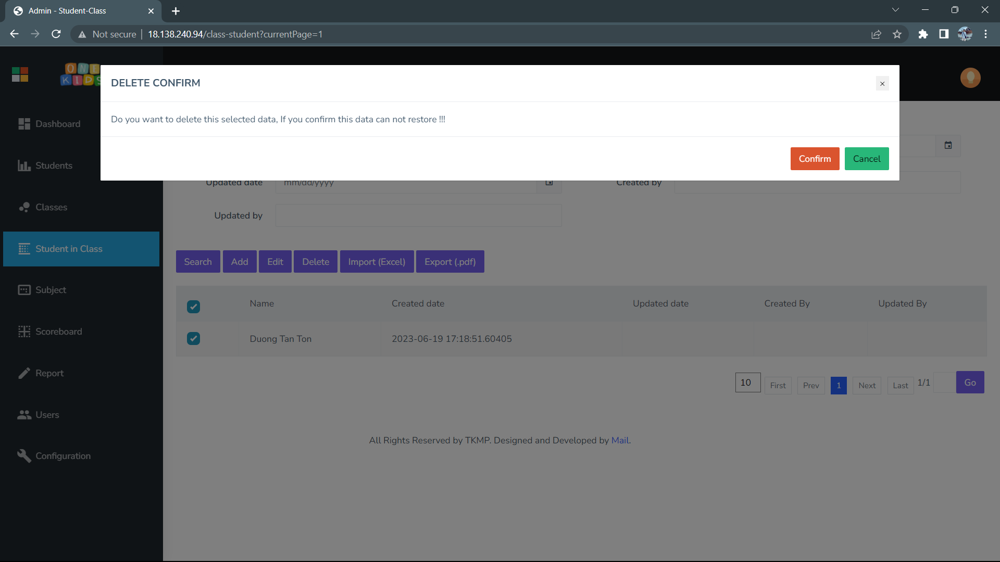 Admin - Student-Class
Not secure
18.138.240.94/class-student?currentPage=1
ONE
KIDS
DELETE CONFIRM
×
Do you want to delete this selected data, If you confirm this data can not restore !!!
Confirm
Cancel
Dashboard
Students
Classes
Student in Class
Subject
Scoreboard
Report
Users
Configuration
Updated date
mm/dd/yyyy
Created by
Updated by
Search
Add
Edit
Delete
Import (Excel)
Export (.pdf)
Name
Created date
Updated date
Created By
Updated By
Duong Tan Ton
2023-06-19 17:18:51.60405
10
First
Prev
1
Next
Last
1/1
Go
All Rights Reserved by TKMP. Designed and Developed by Mail.